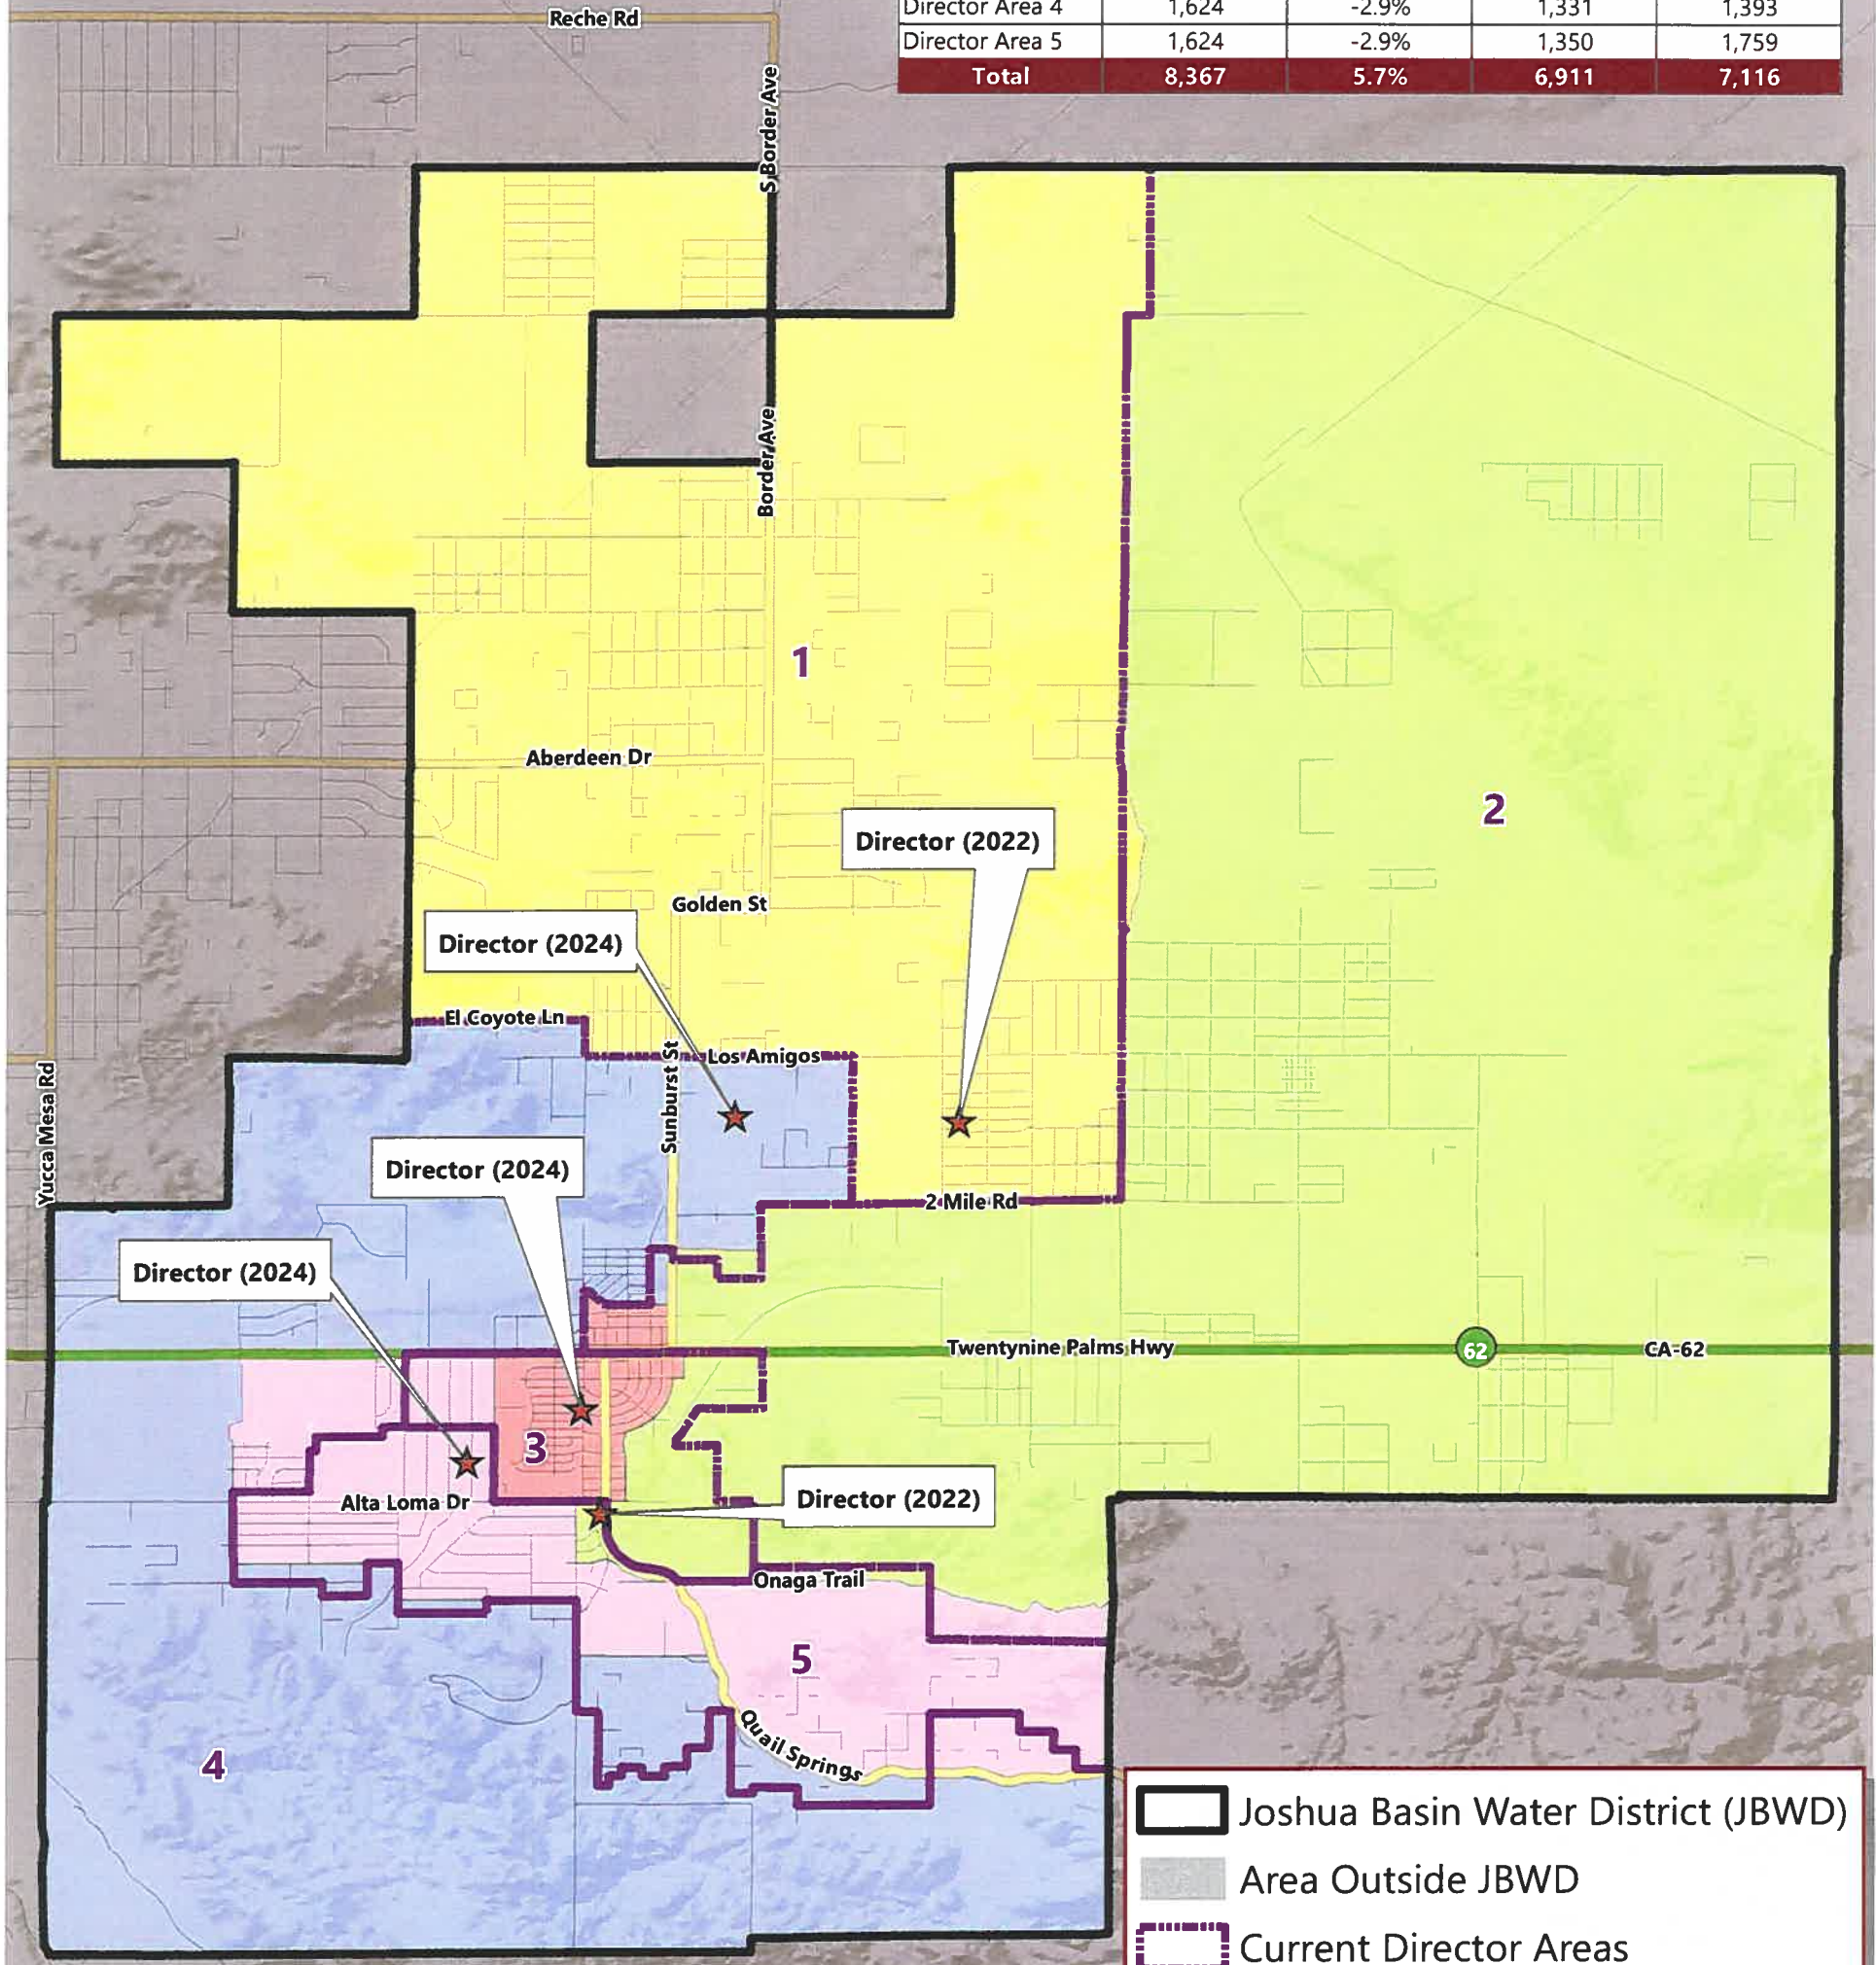 Reche Rd
Director Area 4 1,624 -2.9% 1,331 1,393
Director Area 5 1,624 -2.9% 1,350 1,759
Total 8,367 5.7% 6,911 7,116
S Border Ave
Border Ave
1
Aberdeen Dr
2
Director (2022)
Golden St
Director (2024)
El Coyote Ln
Los Amigos
Sunburst St
Yucca Mesa Rd
Director (2024)
2 Mile Rd
Director (2024)
Twentynine Palms Hwy
62
CA-62
3
Alta Loma Dr
Director (2022)
Onaga Trail
5
Quail Springs
4
Joshua Basin Water District (JBWD)
Area Outside JBWD
Current Director Areas